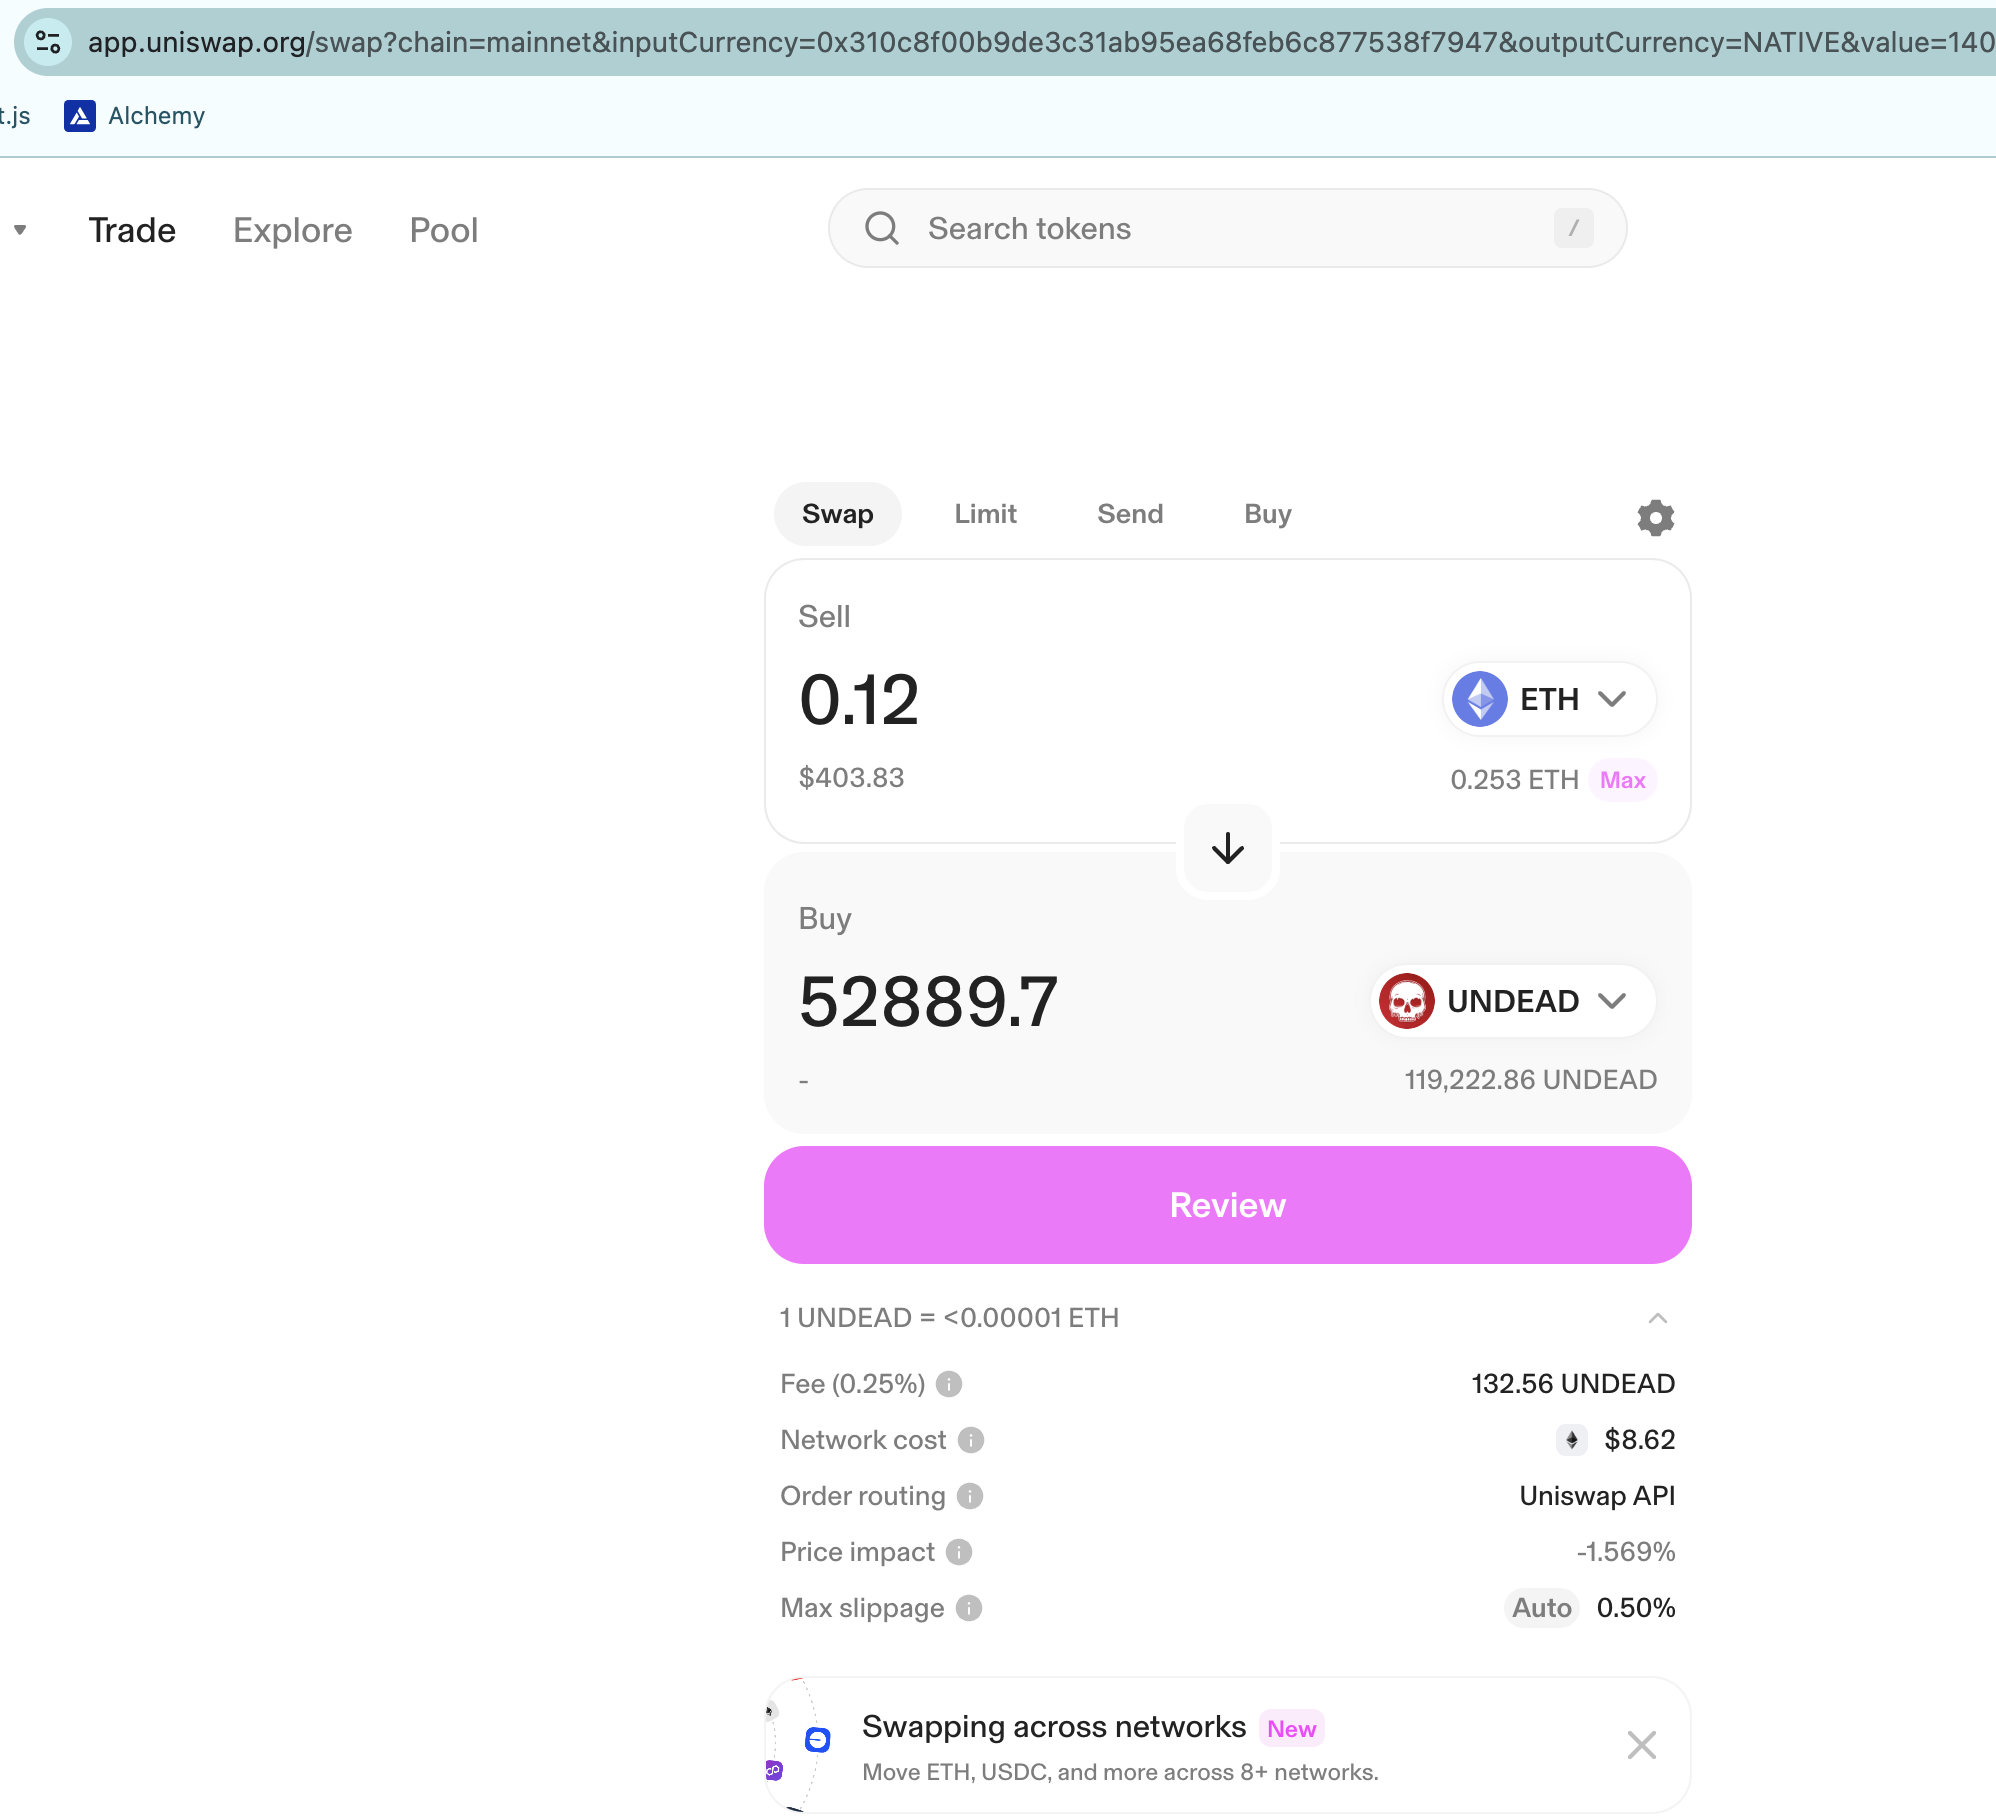 app.uniswap.org/swap?chain=mainnet&inputCurrency=0x310c8f00b9de3c31ab95ea68feb6c877538f7947&outputCurrency=NATIVE&value=140
t.js Alchemy
Trade Explore Pool Search tokens /
Swap Limit Send Buy
Sell
0.12 ETH
$403.83 0.253 ETH Max
Buy
52889.7 UNDEAD
- 119,222.86 UNDEAD
Review
1 UNDEAD = <0.00001 ETH
Fee (0.25%) 132.56 UNDEAD
Network cost $8.62
Order routing Uniswap API
Price impact -1.569%
Max slippage Auto 0.50%
Swapping across networks New
Move ETH, USDC, and more across 8+ networks.